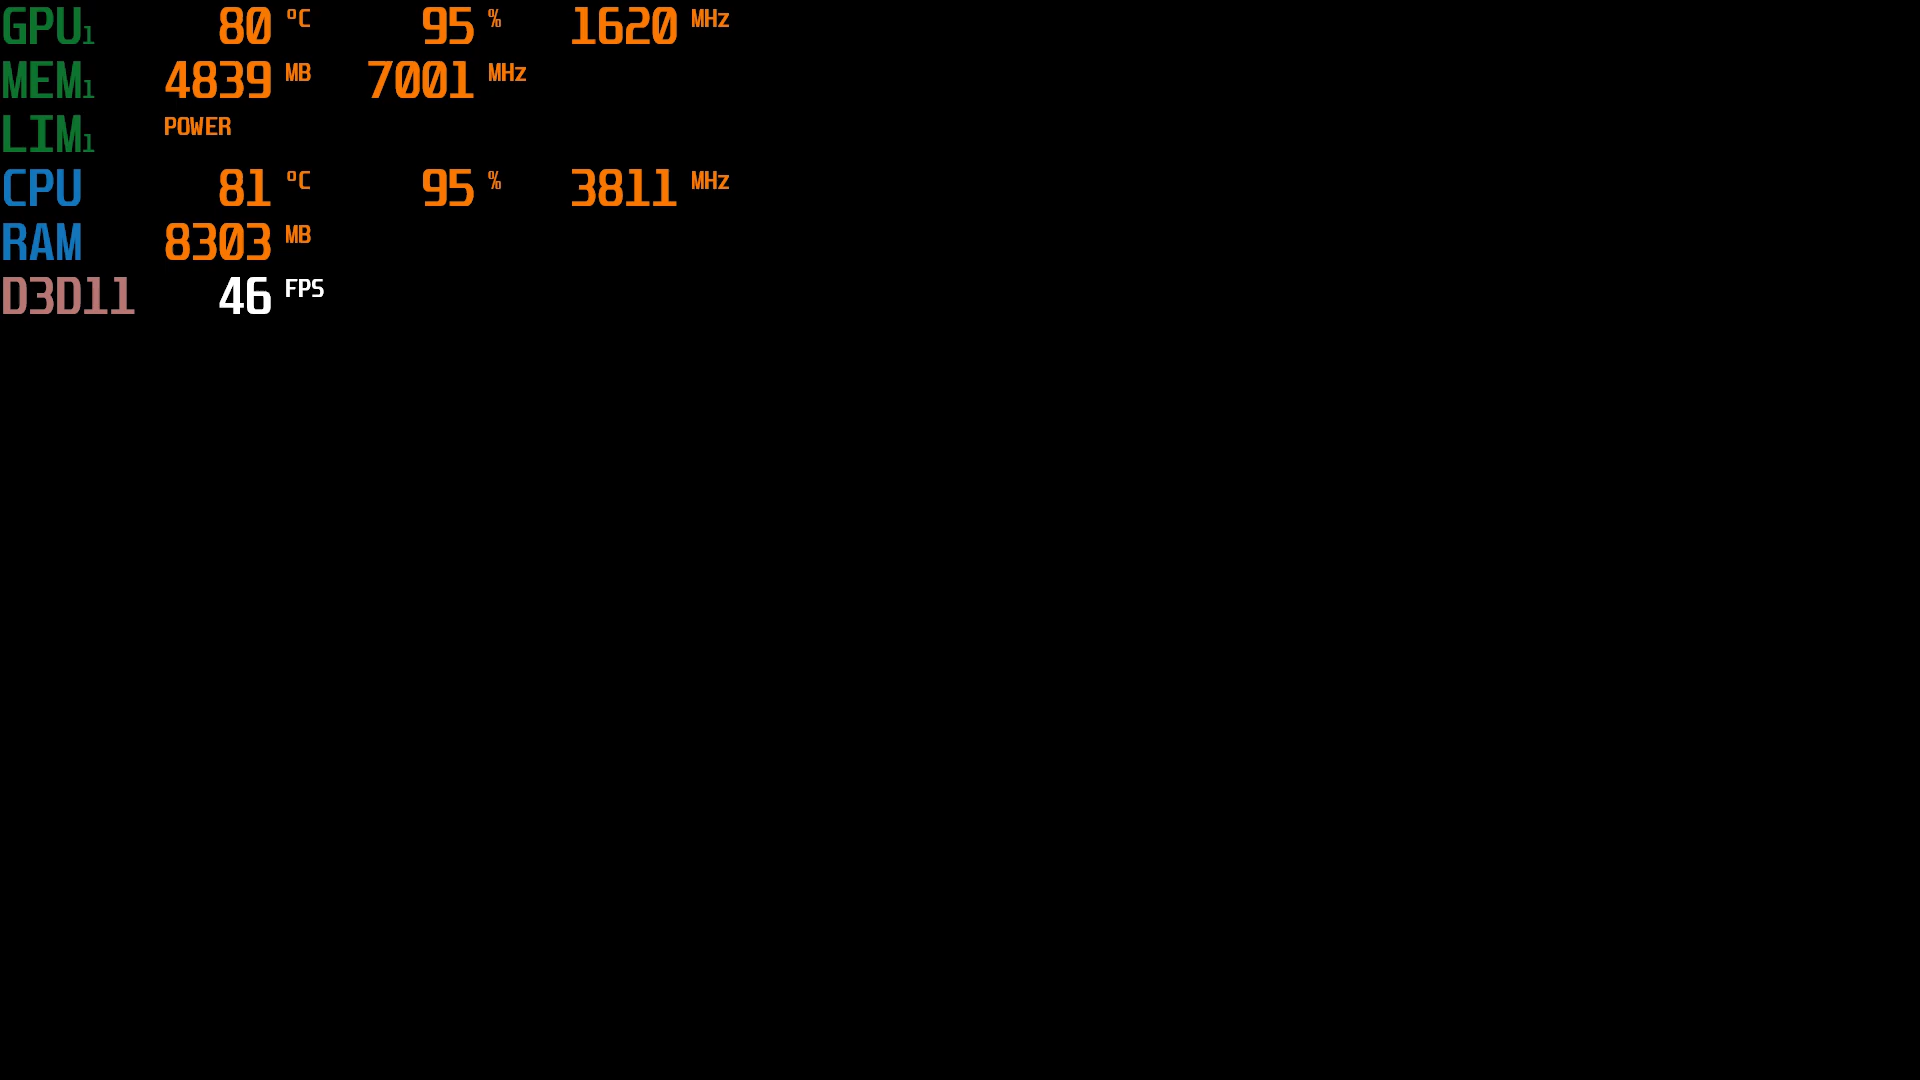 GPU1 80 °C 95 % 1620 MHz
MEM1 4839 MB 7001 MHz
LIM1 POWER
CPU 81 °C 95 % 3811 MHz
RAM 8303 MB
D3D11 46 FPS